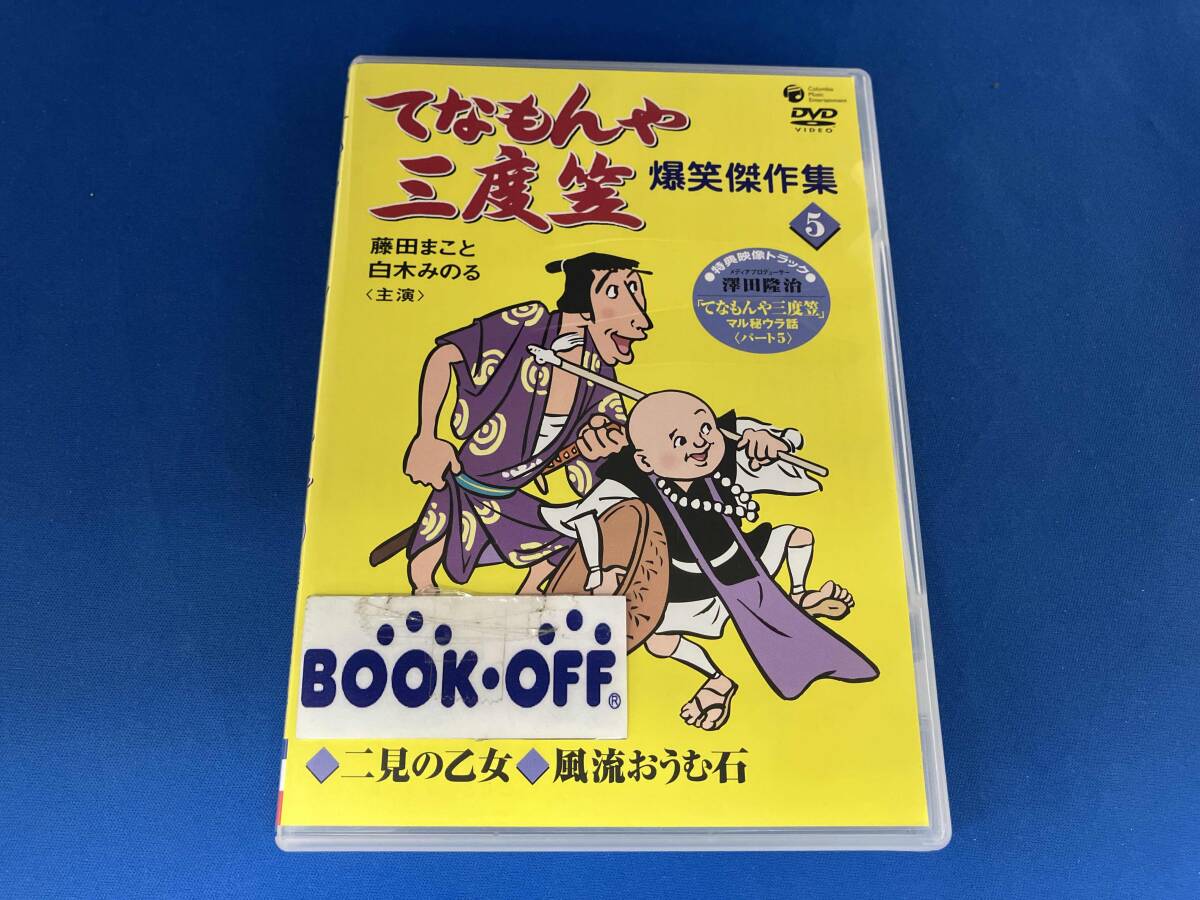 てなもんや
三度笠
爆笑傑作集
5
Columbia
Music
Entertainment
DVD
VIDEO
藤田まこと
白木みのる
〈主演〉
●特典映像トラック●
メディアプロデューサー
澤田隆治
「てなもんや三度笠」
マル秘ウラ話
〈パート5〉
BOOK・OFF®
◆二見の乙女◆風流おうむ石